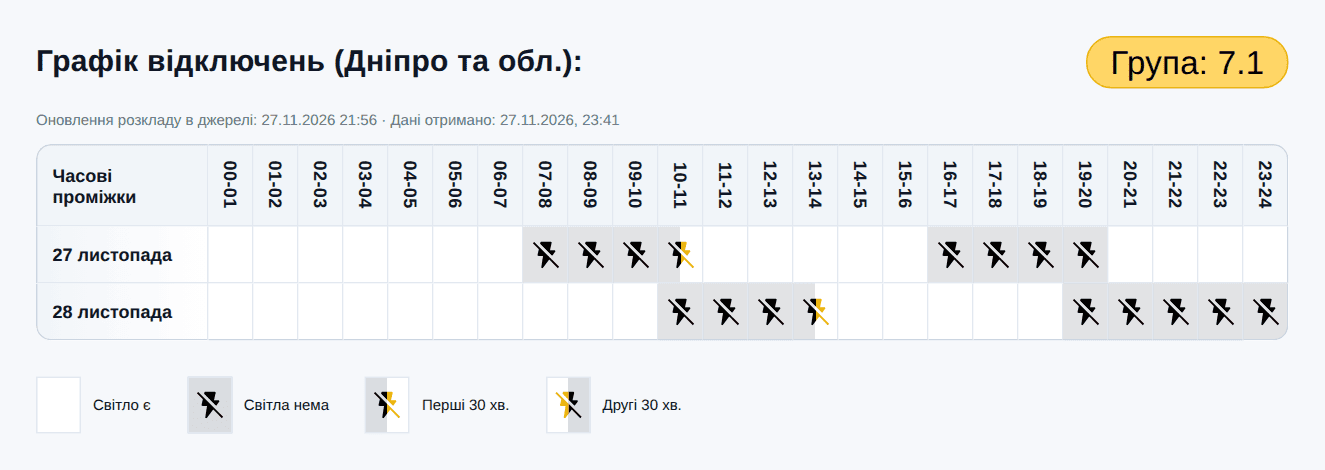 Графік відключень (Дніпро та обл.):
Група: 7.1
Оновлення розкладу в джерелі: 27.11.2026 21:56 · Дані отримано: 27.11.2026, 23:41
Часові
проміжки
00-01
01-02
02-03
03-04
04-05
05-06
06-07
07-08
08-09
09-10
10-11
11-12
12-13
13-14
14-15
15-16
16-17
17-18
18-19
19-20
20-21
21-22
22-23
23-24
27 листопада
28 листопада
Світло є
Світла нема
Перші 30 хв.
Другі 30 хв.